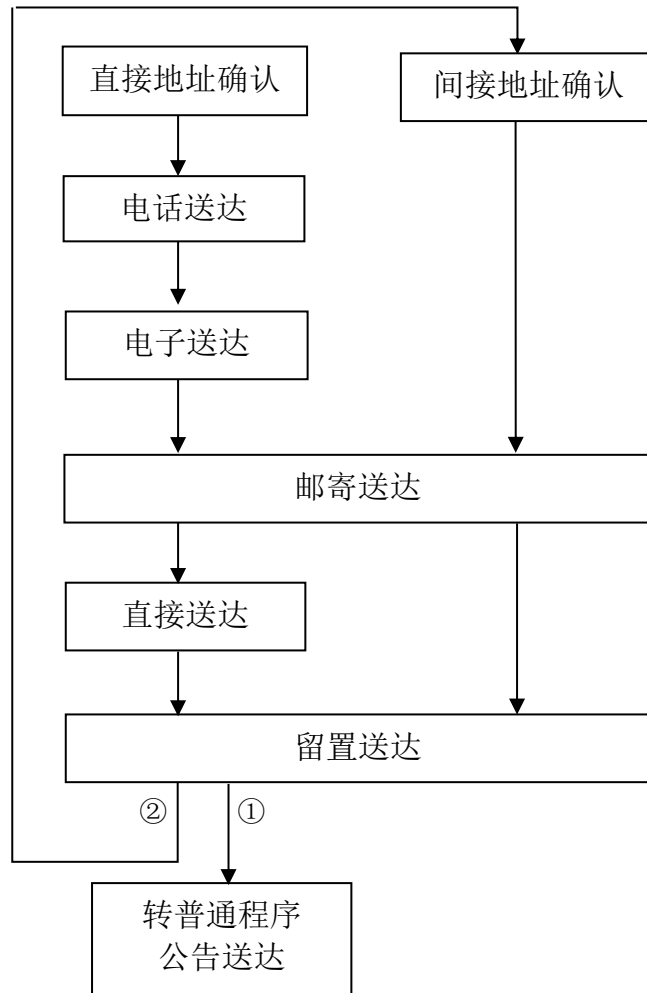 直接地址确认
间接地址确认
电话送达
电子送达
邮寄送达
直接送达
留置送达
②
①
转普通程序
公告送达